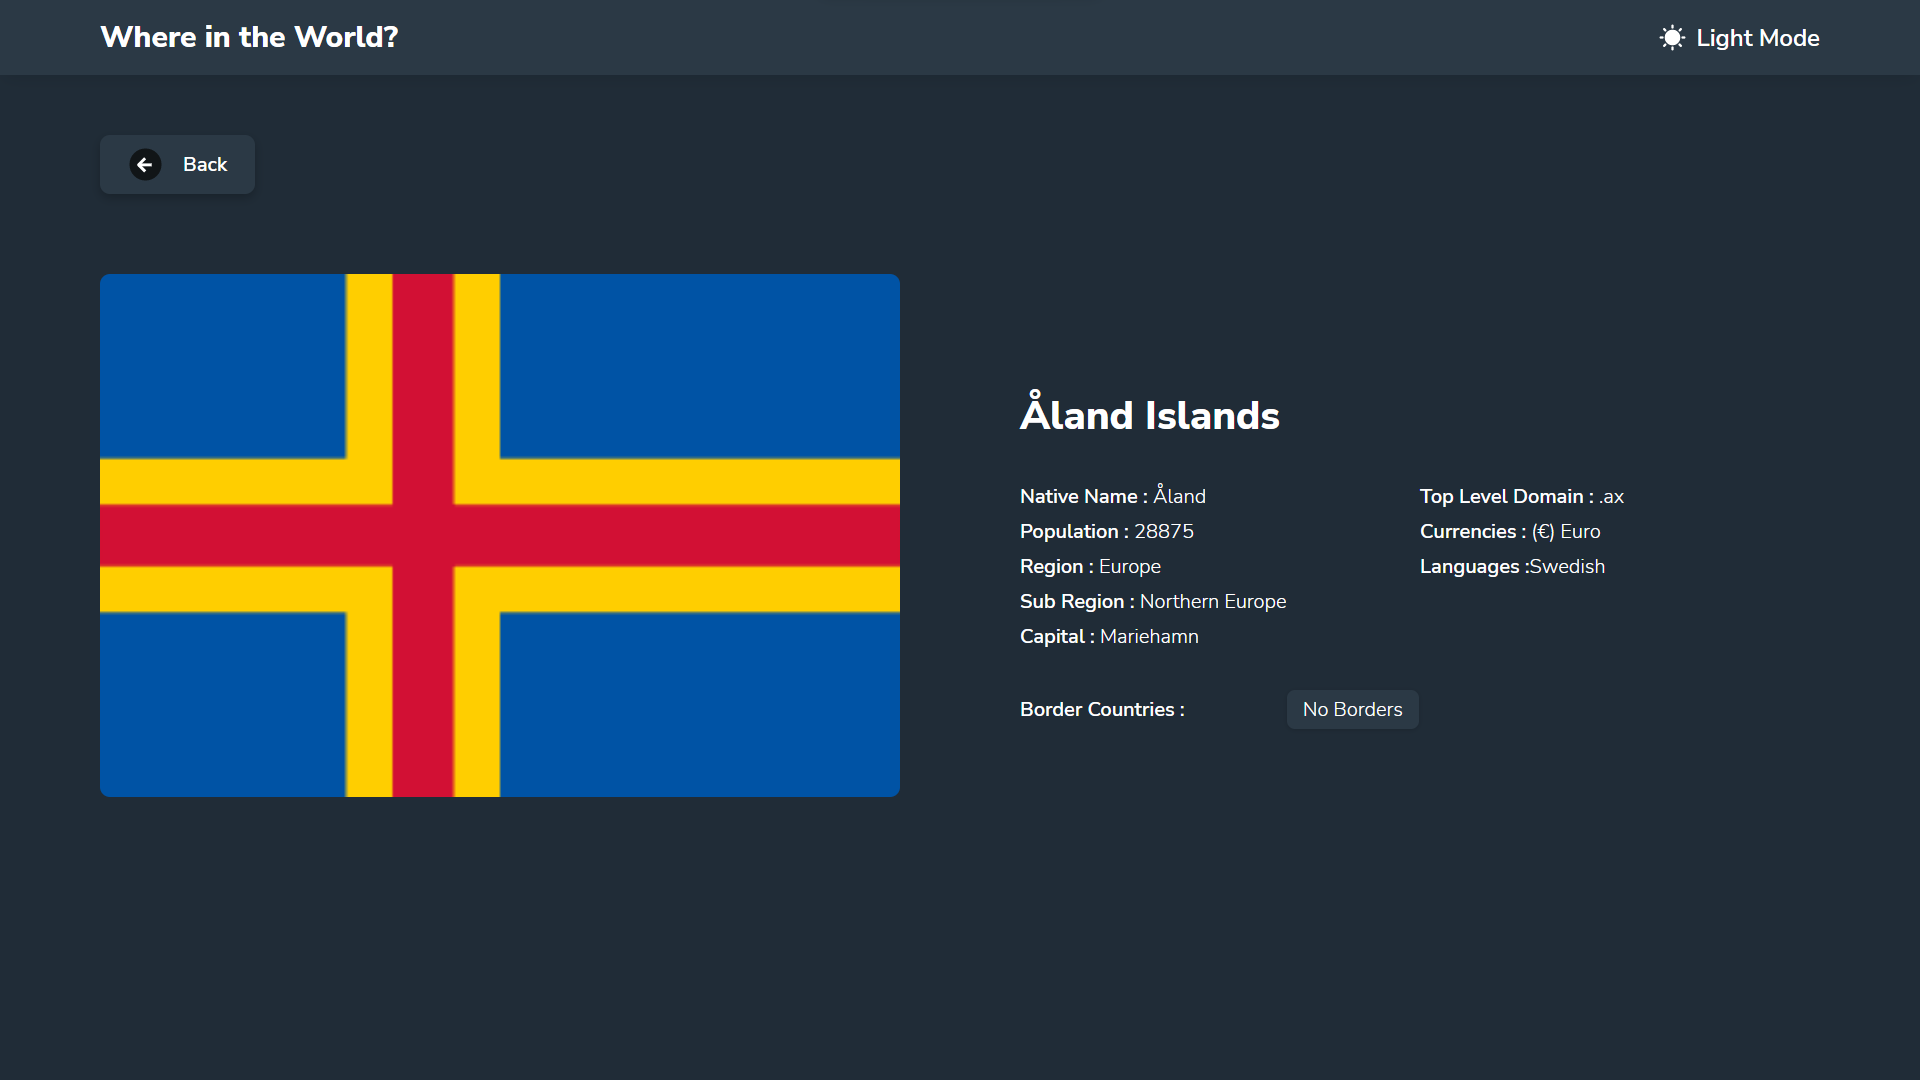 Where in the World?
Light Mode
Back
Åland Islands
Native Name : Åland
Population : 28875
Region : Europe
Sub Region : Northern Europe
Capital : Mariehamn
Top Level Domain : .ax
Currencies : (€) Euro
Languages :Swedish
Border Countries :
No Borders